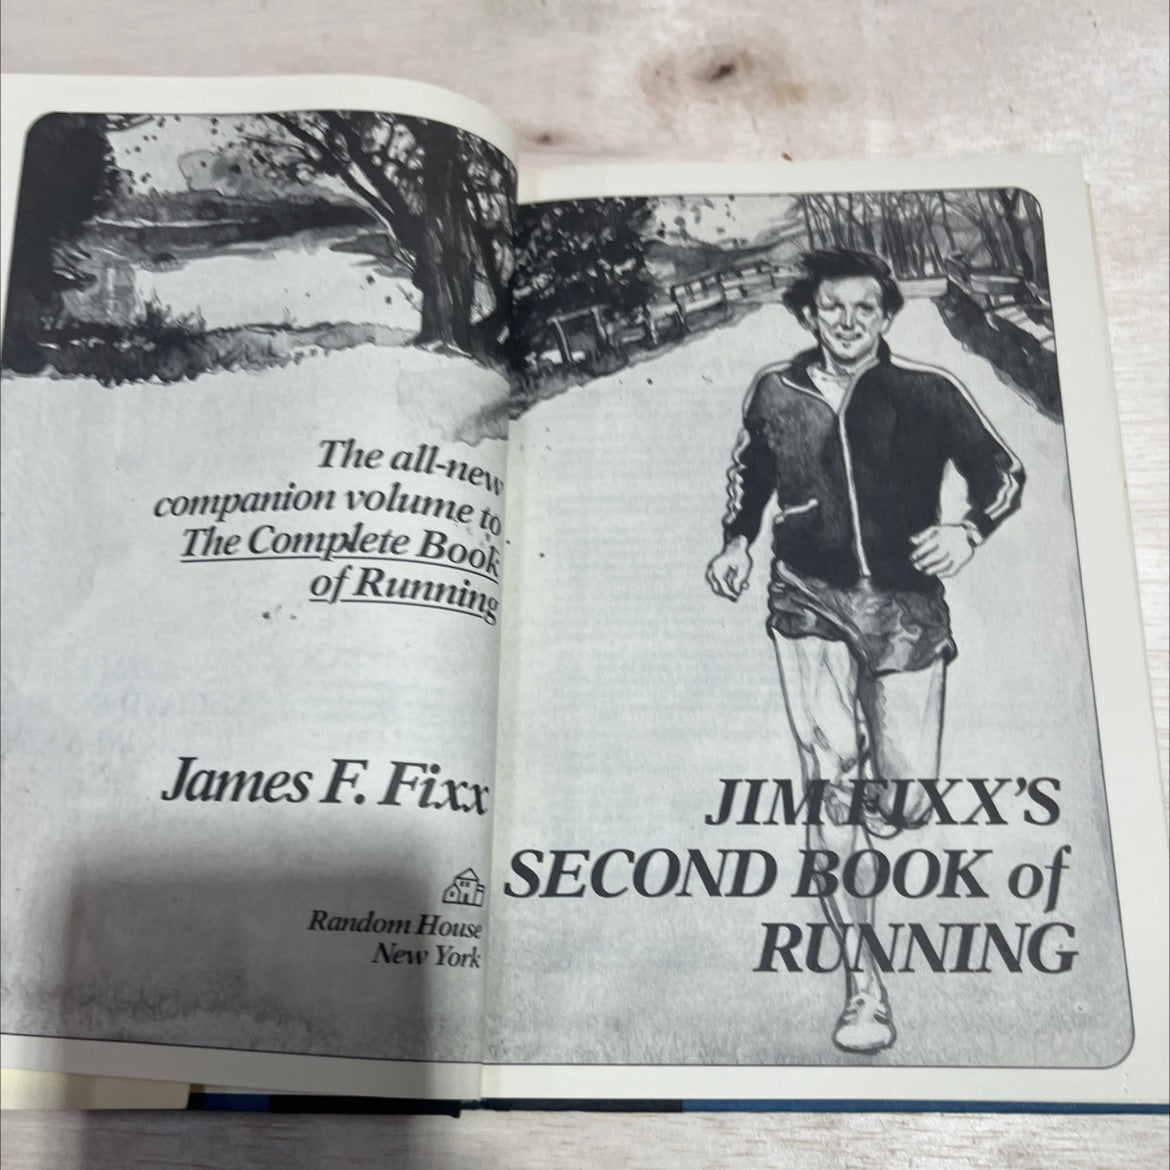 The all-new
companion volume to
The Complete Book
of Running
James F. Fixx
Random House
New York
JIM FIXX'S
SECOND BOOK of
RUNNING